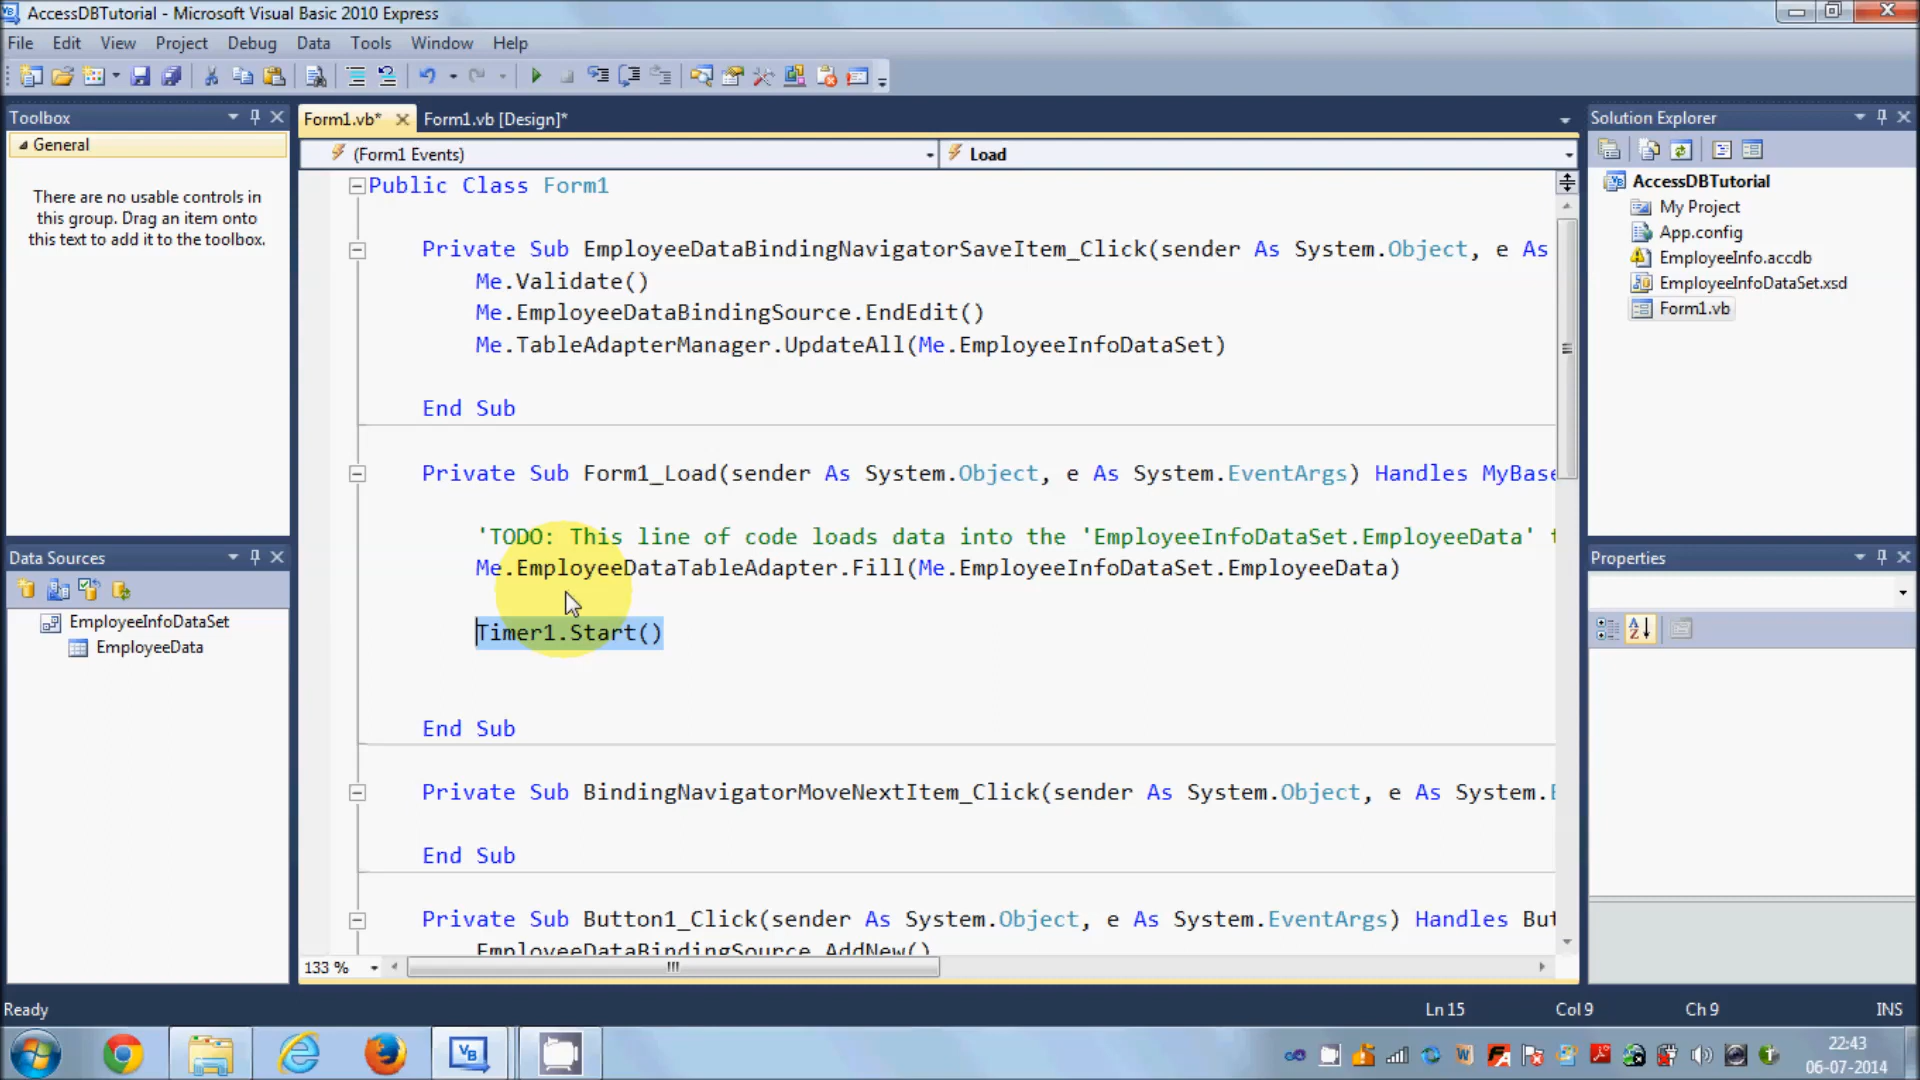 AccessDBTutorial - Microsoft Visual Basic 2010 Express
File Edit View Project Debug Data Tools Window Help
Toolbox
General
There are no usable controls in
this group. Drag an item onto
this text to add it to the toolbox.
Data Sources
EmployeeInfoDataSet
EmployeeData
Form1.vb* Form1.vb [Design]*
(Form1 Events) Load
Public Class Form1
Private Sub EmployeeDataBindingNavigatorSaveItem_Click(sender As System.Object, e As
Me.Validate()
Me.EmployeeDataBindingSource.EndEdit()
Me.TableAdapterManager.UpdateAll(Me.EmployeeInfoDataSet)
End Sub
Private Sub Form1_Load(sender As System.Object, e As System.EventArgs) Handles MyBase
'TODO: This line of code loads data into the 'EmployeeInfoDataSet.EmployeeData' t
Me.EmployeeDataTableAdapter.Fill(Me.EmployeeInfoDataSet.EmployeeData)
Timer1.Start()
End Sub
Private Sub BindingNavigatorMoveNextItem_Click(sender As System.Object, e As System.E
End Sub
Private Sub Button1_Click(sender As System.Object, e As System.EventArgs) Handles But
EmployeeDataBindingSource.AddNew()
133 %
Solution Explorer
AccessDBTutorial
My Project
App.config
EmployeeInfo.accdb
EmployeeInfoDataSet.xsd
Form1.vb
Properties
Ready Ln 15 Col 9 Ch 9 INS
22:43
06-07-2014